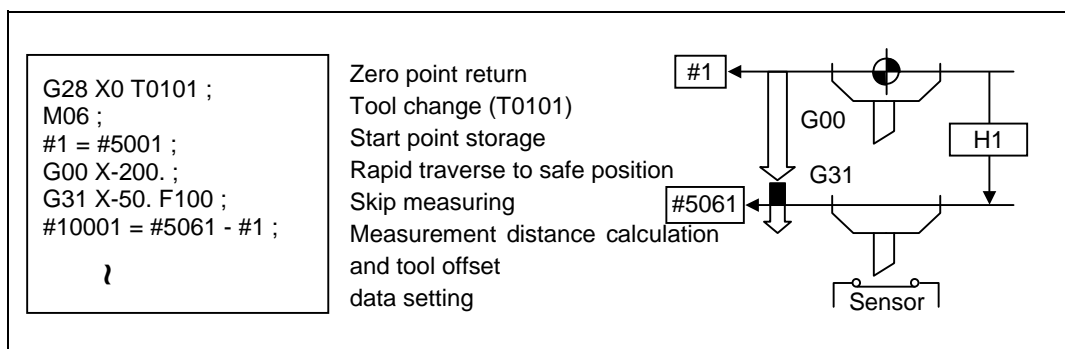 G28 X0 T0101 ;
M06 ;
#1 = #5001 ;
G00 X-200. ;
G31 X-50. F100 ;
#10001 = #5061 - #1 ;
~
Zero point return
Tool change (T0101)
Start point storage
Rapid traverse to safe position
Skip measuring
Measurement distance calculation
and tool offset
data setting
#1
G00
H1
G31
#5061
Sensor